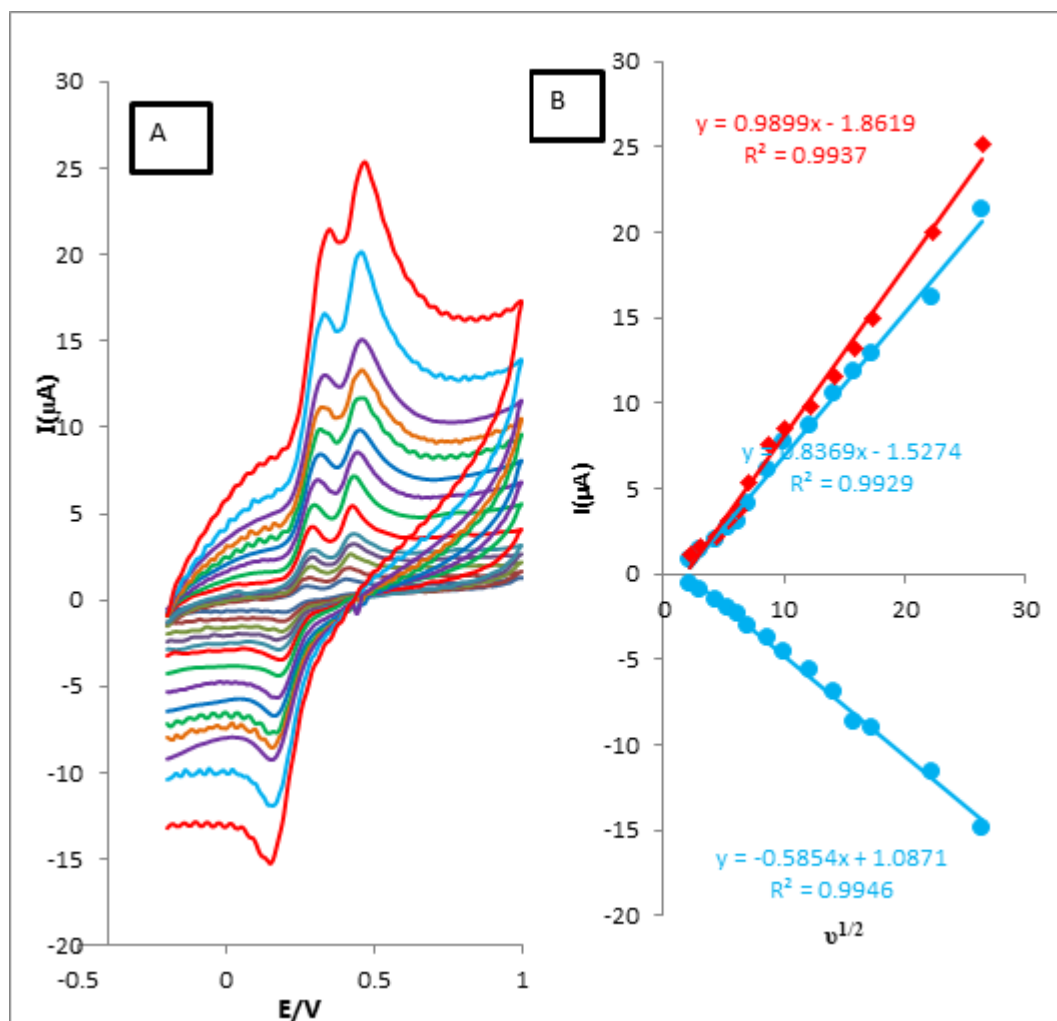 A
30
25
20
15
10
5
0
-5
-10
-15
-20
-0.5
0
0.5
1
I(µA)
E/V
B
30
25
20
15
10
5
0
-5
-10
-15
-20
0
10
20
30
I(µA)
υ1/2
y = 0.9899x - 1.8619
R² = 0.9937
y = 0.8369x - 1.5274
R² = 0.9929
y = -0.5854x + 1.0871
R² = 0.9946